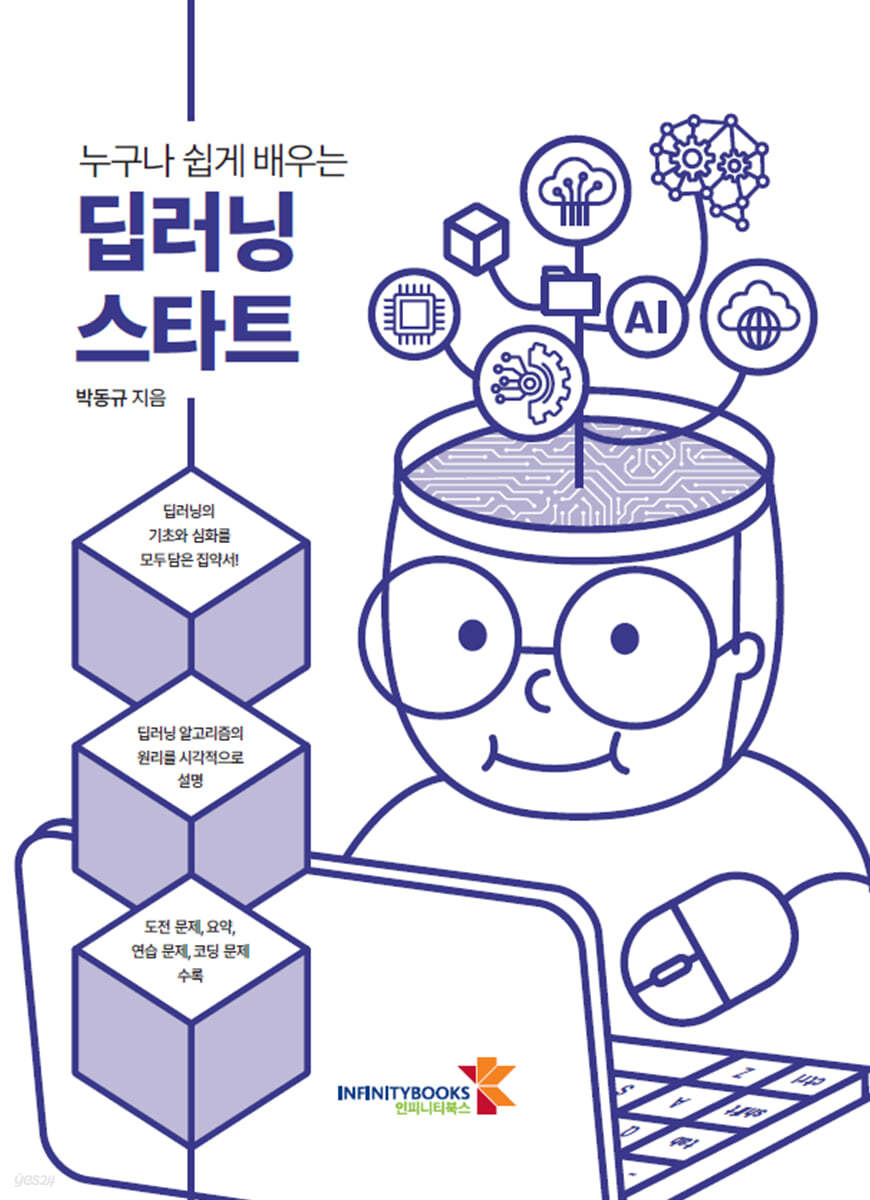 누구나 쉽게 배우는
딥러닝
스타트
박동규 지음
AI
딥러닝의
기초와 심화를
모두담은 집약서!
딥러닝 알고리즘의
원리를 시각적으로
설명
도전 문제, 요약,
연습 문제, 코딩 문제
수록
INFINITYBOOKS
인피니티북스
Z
ctrl
S
A
shift
Q
tab
yes24